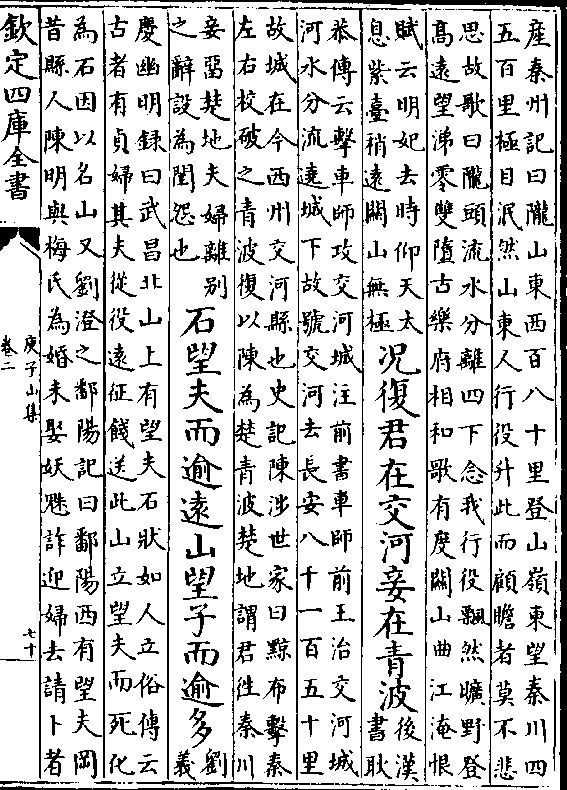 産秦州記曰隴山東西百八十里登山嶺東望秦川四
五百里極目泯然山東人行役升此而顧瞻者莫不悲
思故歌曰隴頭流水分離四下念我行役飄然曠野登
髙遠望涕零雙墮古樂府相和歌有度闗山曲江淹恨
賦云明妃去時仰天太
息紫臺稍遠闗山無極
况復君在交河妾在青波
後漢
書耿
恭傳云擊車師攻交河城注前書車師前王治交河城
河水分流遶城下故號交河去長安八千一百五十里
故城在今西州交河縣也史記陳涉世家曰黥布擊秦
左右校破之青波復以陳為楚青波楚地謂君徃秦川
妾留楚地夫婦離别
之辭設為閨怨也
石望夫而逾逺山望子而逾多
劉
義
慶幽明録曰武昌北山上有望夫石狀如人立俗傳云
古者有貞婦其夫從役遠征餞送此山立望夫而死化
為石因以名山又劉澄之鄱陽記曰鄱陽西有望夫岡
昔縣人陳明與梅氏為婚未娶妖魅詐迎婦去請卜者
欽定四庫全書
庾子山集
卷二
七十